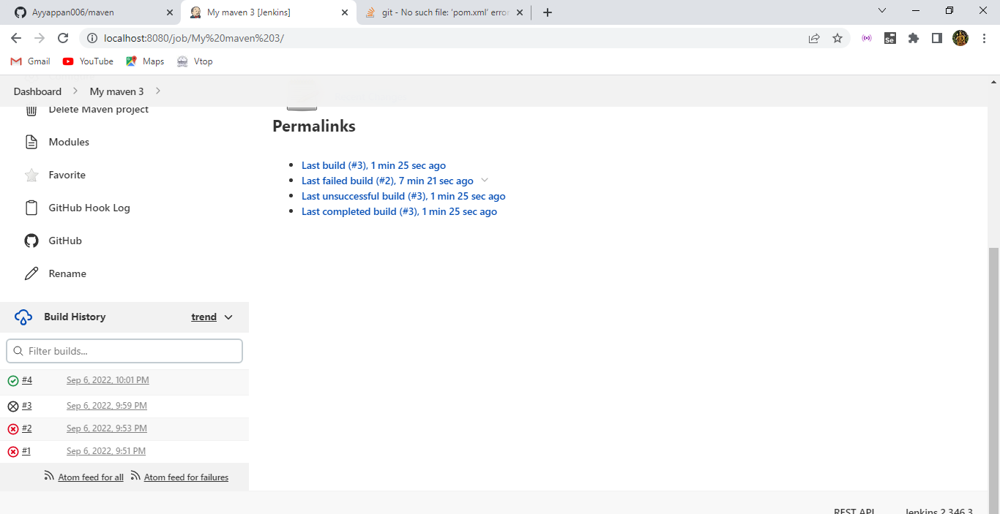 Ayyappan006/maven
My maven 3 [Jenkins]
git - No such file: 'pom.xml' error
localhost:8080/job/My%20maven%203/
Se
Gmail
YouTube
Maps
Vtop
Dashboard
My maven 3
Delete Maven project
Modules
Favorite
GitHub Hook Log
GitHub
Rename
Permalinks
Last build (#3), 1 min 25 sec ago
Last failed build (#2), 7 min 21 sec ago
Last unsuccessful build (#3), 1 min 25 sec ago
Last completed build (#3), 1 min 25 sec ago
Build History
trend
Filter builds...
#4 Sep 6, 2022, 10:01 PM
#3 Sep 6, 2022, 9:59 PM
#2 Sep 6, 2022, 9:53 PM
#1 Sep 6, 2022, 9:51 PM
Atom feed for all Atom feed for failures
REST API Jenkins 2.346.3